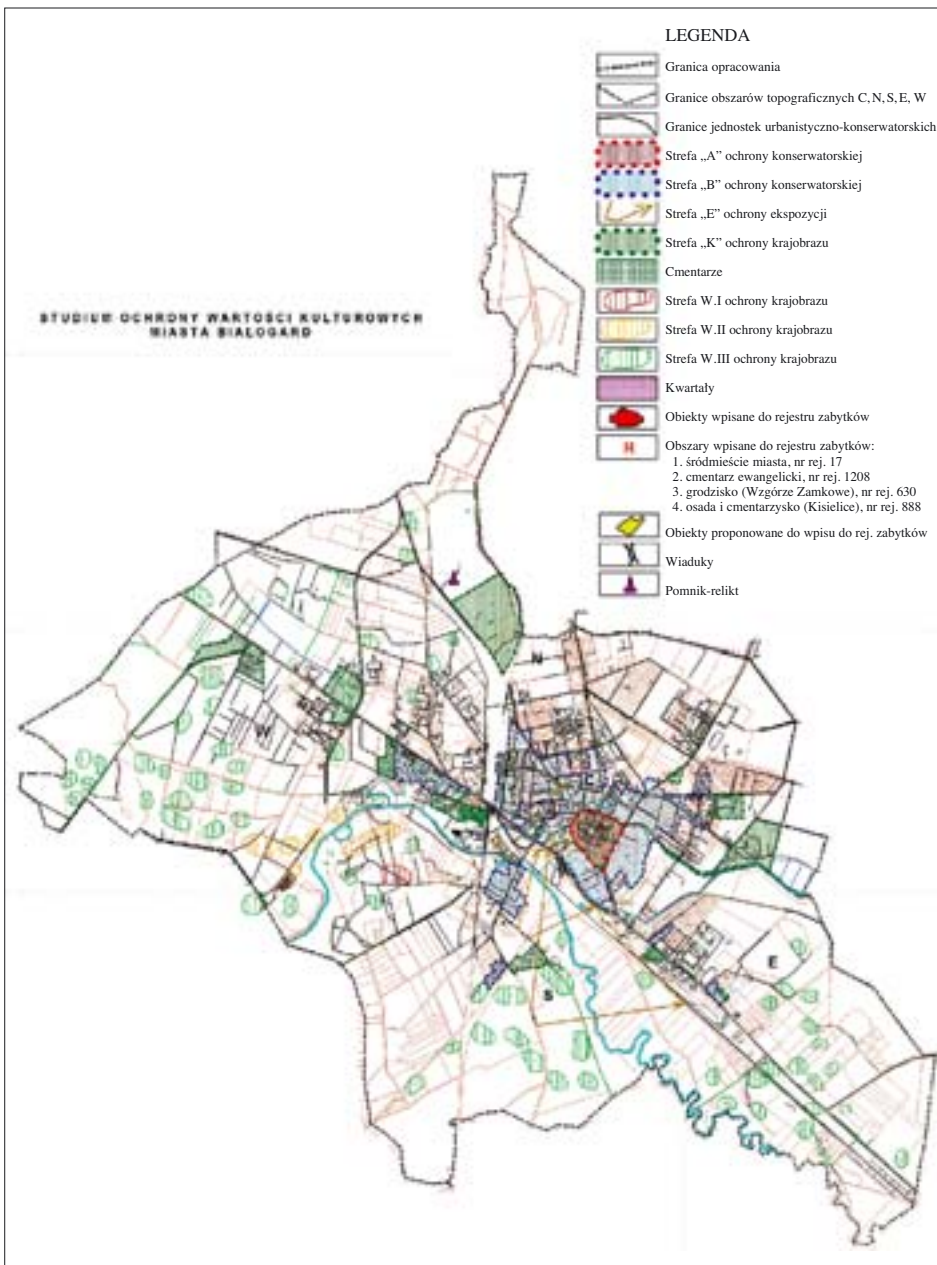 LEGENDA
Granica opracowania
Granice obszarów topograficznych C, N, S, E, W
Granice jednostek urbanistyczno-konserwatorskich
Strefa „A” ochrony konserwatorskiej
Strefa „B” ochrony konserwatorskiej
Strefa „E” ochrony ekspozycji
Strefa „K” ochrony krajobrazu
Cmentarze
Strefa W.I ochrony krajobrazu
Strefa W.II ochrony krajobrazu
Strefa W.III ochrony krajobrazu
Kwartały
Obiekty wpisane do rejestru zabytków
H
Obszary wpisane do rejestru zabytków:
1. śródmieście miasta, nr rej. 17
2. cmentarz ewangelicki, nr rej. 1208
3. grodzisko (Wzgórze Zamkowe), nr rej. 630
4. osada i cmentarzysko (Kisielice), nr rej. 888
Obiekty proponowane do wpisu do rej. zabytków
Wiaduky
Pomnik-relikt
STUDIUM OCHRONY WARTOŚCI KULTUROWYCH
MIASTA BIAŁOGARD
N
W
C
E
S